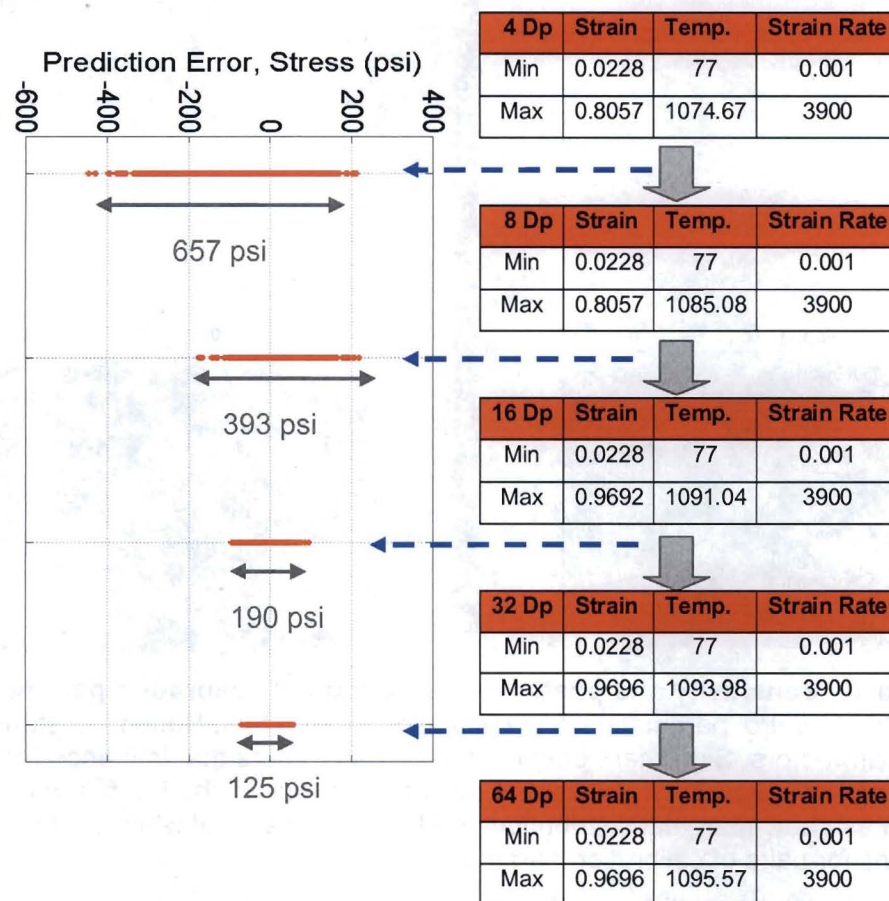 Prediction Error, Stress (psi)
-600 -400 -200 0 200 400
657 psi
393 psi
190 psi
125 psi
4 Dp Strain Temp. Strain Rate
Min 0.0228 77 0.001
Max 0.8057 1074.67 3900
8 Dp Strain Temp. Strain Rate
Min 0.0228 77 0.001
Max 0.8057 1085.08 3900
16 Dp Strain Temp. Strain Rate
Min 0.0228 77 0.001
Max 0.9692 1091.04 3900
32 Dp Strain Temp. Strain Rate
Min 0.0228 77 0.001
Max 0.9696 1093.98 3900
64 Dp Strain Temp. Strain Rate
Min 0.0228 77 0.001
Max 0.9696 1095.57 3900